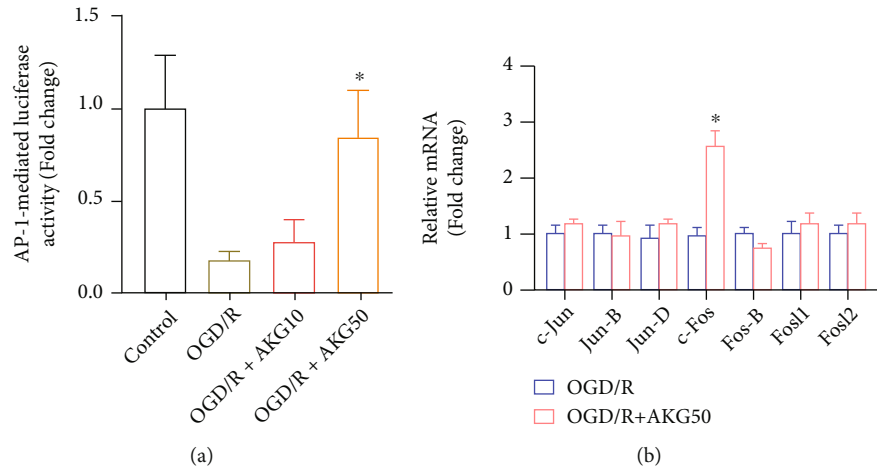 AP-1-mediated luciferase
activity (Fold change)
1.5
1.0
0.5
0.0
*
Control
OGD/R
OGD/R + AKG10
OGD/R + AKG50
(a)
Relative mRNA
(Fold change)
4
3
2
1
0
*
c-Jun
Jun-B
Jun-D
c-Fos
Fos-B
Fosl1
Fosl2
OGD/R
OGD/R+AKG50
(b)